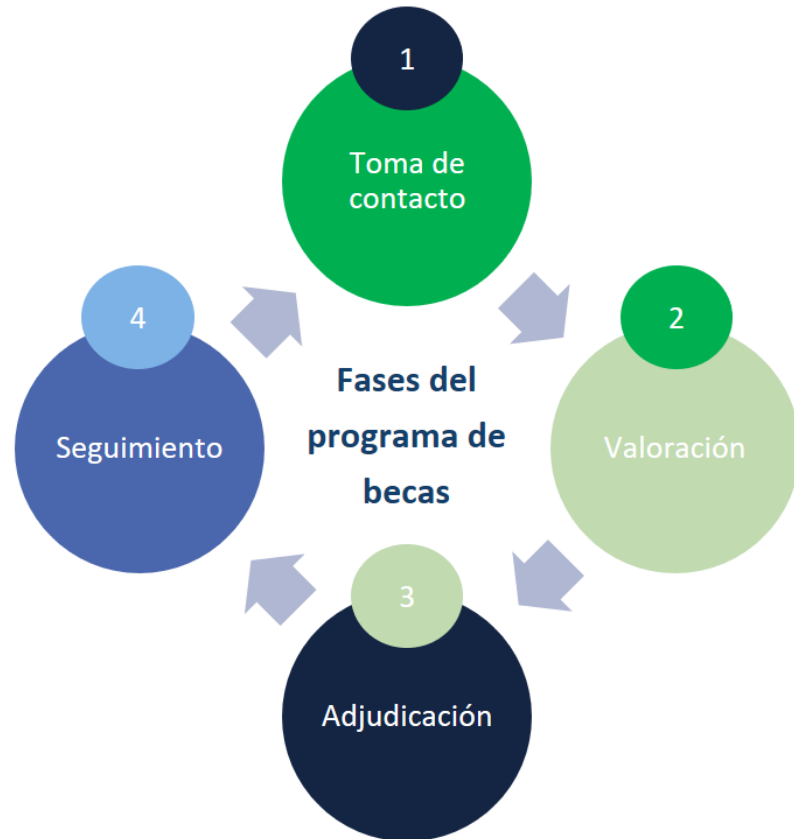 1
Toma de
contacto
2
Valoración
3
Adjudicación
4
Seguimiento
Fases del
programa de
becas